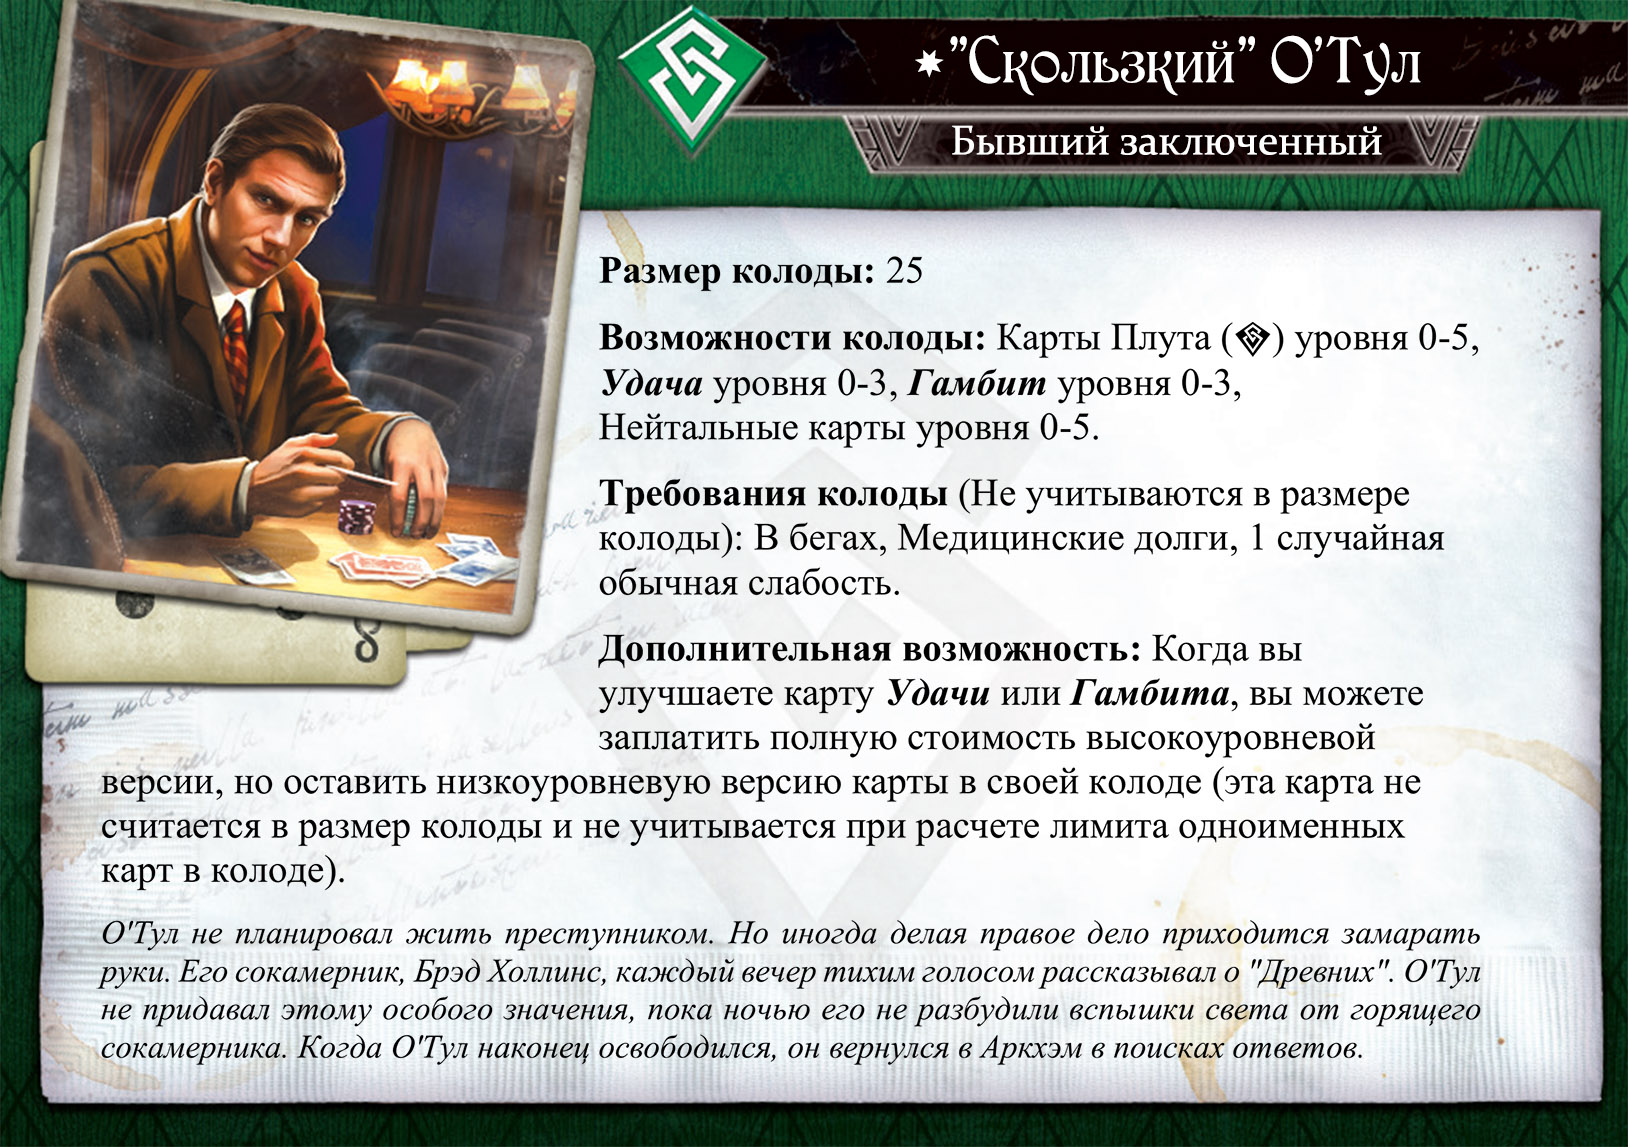 "Скользкий" О'Тул
Бывший заключенный
Размер колоды: 25
Возможности колоды: Карты Плута () уровня 0-5,
Удача уровня 0-3, Гамбит уровня 0-3,
Нейтальные карты уровня 0-5.
Требования колоды (Не учитываются в размере
колоды): В бегах, Медицинские долги, 1 случайная
обычная слабость.
Дополнительная возможность: Когда вы
улучшаете карту Удачи или Гамбита, вы можете
заплатить полную стоимость высокоуровневой
версии, но оставить низкоуровневую версию карты в своей колоде (эта карта не
считается в размер колоды и не учитывается при расчете лимита одноименных
карт в колоде).
О'Тул не планировал жить преступником. Но иногда делая правое дело приходится замарать
руки. Его сокамерник, Брэд Холлинс, каждый вечер тихим голосом рассказывал о "Древних". О'Тул
не придавал этому особого значения, пока ночью его не разбудили вспышки света от горящего
сокамерника. Когда О'Тул наконец освободился, он вернулся в Аркхэм в поисках ответов.
8